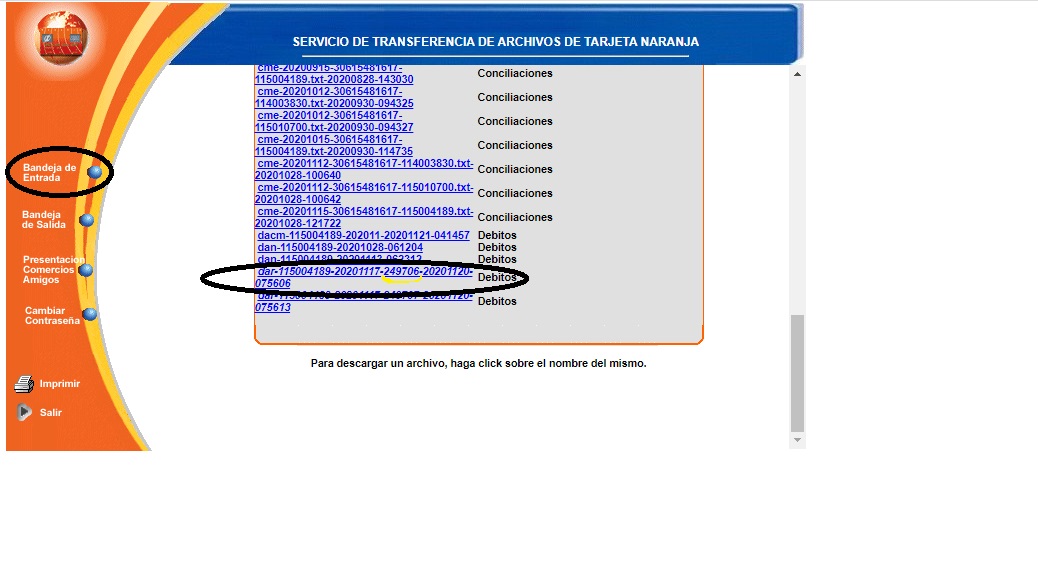 SERVICIO DE TRANSFERENCIA DE ARCHIVOS DE TARJETA NARANJA
cme-20200915-30615481617-
115004189.txt-20200828-143030 Conciliaciones
cme-20201012-30615481617-
114003830.txt-20200930-094325 Conciliaciones
cme-20201012-30615481617-
115010700.txt-20200930-094327 Conciliaciones
cme-20201015-30615481617-
115004189.txt-20200930-114735 Conciliaciones
cme-20201112-30615481617-114003830.txt-
20201028-100640 Conciliaciones
cme-20201112-30615481617-115010700.txt-
20201028-100642 Conciliaciones
cme-20201115-30615481617-115004189.txt-
20201028-121722 Conciliaciones
dacm-115004189-202011-20201121-041457 Debitos
dan-115004189-20201028-061204 Debitos
dan-115004189-20201113-062212 Debitos
dar-115004189-20201117-249706-20201120-
075606 Debitos
dar-115004189-20201117-249707-20201120-
075613 Debitos
Para descargar un archivo, haga click sobre el nombre del mismo.
Bandeja de
Entrada
Bandeja
de Salida
Presentacion
Comercios
Amigos
Cambiar
Contraseña
Imprimir
Salir